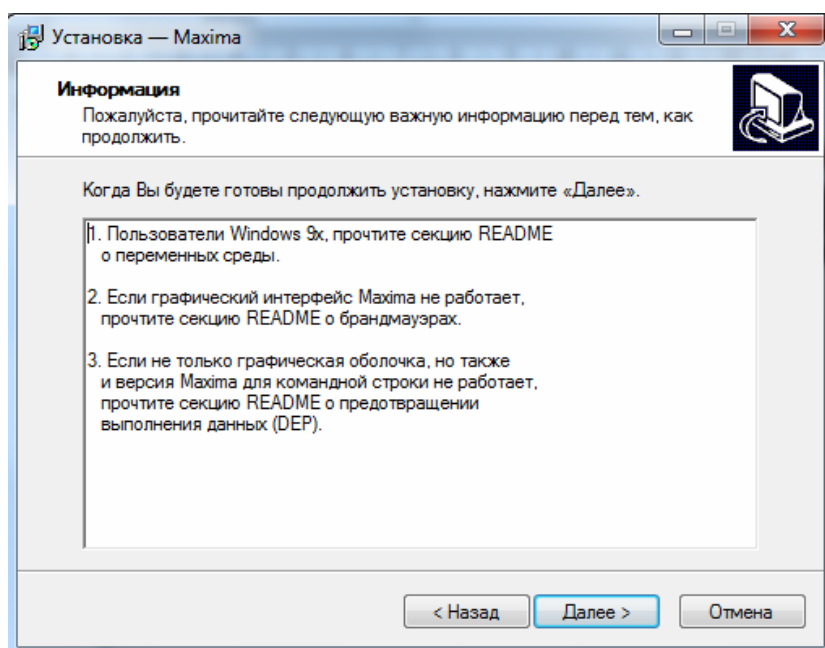 Установка — Maxima
Информация
Пожалуйста, прочитайте следующую важную информацию перед тем, как
продолжить.
Когда Вы будете готовы продолжить установку, нажмите «Далее».
1. Пользователи Windows 9x, прочтите секцию README
о переменных среды.
2. Если графический интерфейс Maxima не работает,
прочтите секцию README о брандмауэрах.
3. Если не только графическая оболочка, но также
и версия Maxima для командной строки не работает,
прочтите секцию README о предотвращении
выполнения данных (DEP).
< Назад Далее > Отмена